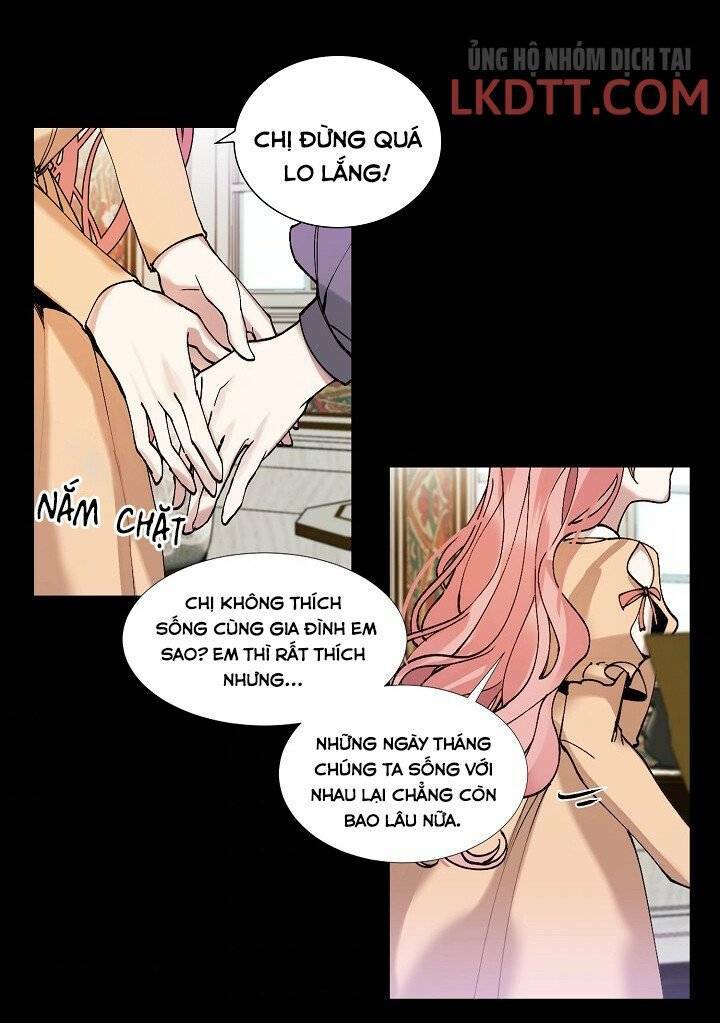 ỦNG HỘ NHÓM DỊCH TẠI
LKDTT.COM
CHỊ ĐỪNG QUÁ
LO LẮNG!
NẮM CHẶT
CHỊ KHÔNG THÍCH
SỐNG CÙNG GIA ĐÌNH EM
SAO? EM THÌ RẤT THÍCH
NHƯNG...
NHỮNG NGÀY THÁNG
CHÚNG TA SỐNG VỚI
NHAU LẠI CHẲNG CÒN
BAO LÂU NỮA.